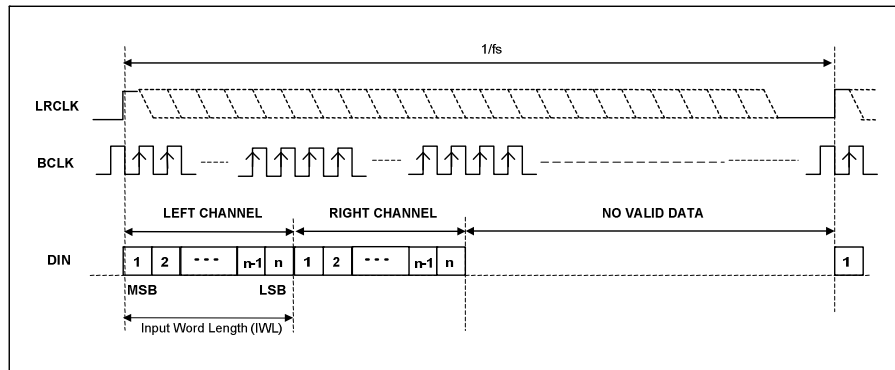 1/fs
LRCLK
BCLK
LEFT CHANNEL RIGHT CHANNEL NO VALID DATA
DIN 1 2 - - - n-1 n 1 2 - - - n-1 n 1
MSB LSB
Input Word Length (IWL)